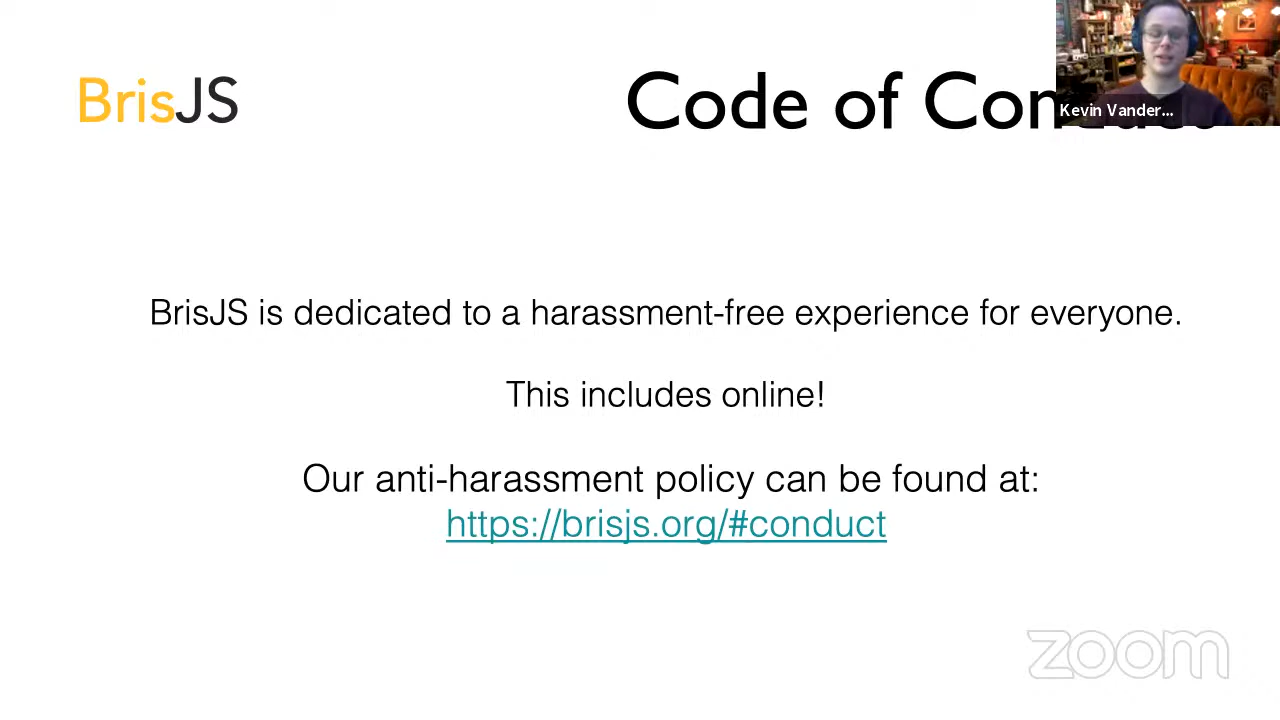 BrisJS
Code of Con
Kevin Vander...
BrisJS is dedicated to a harassment-free experience for everyone.
This includes online!
Our anti-harassment policy can be found at:
https://brisjs.org/#conduct
zoom